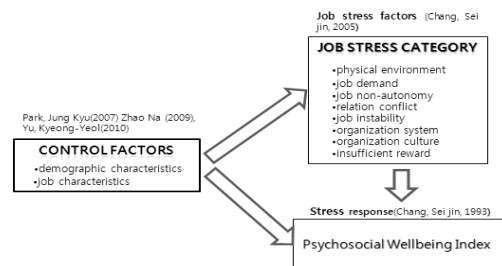 Job stress factors (Chang, Sei
jin, 2005)
JOB STRESS CATEGORY
•physical environment
•job demand
•job non-autonomy
•relation conflict
•job instability
•organization system
•organization culture
•insufficient reward
Park, Jung Kyu(2007) Zhao Na (2009),
Yu, Kyeong-Yeol(2010)
CONTROL FACTORS
•demographic characteristics
•job characteristics
Stress response(Chang, Sei jin, 1993)
Psychosocial Wellbeing Index